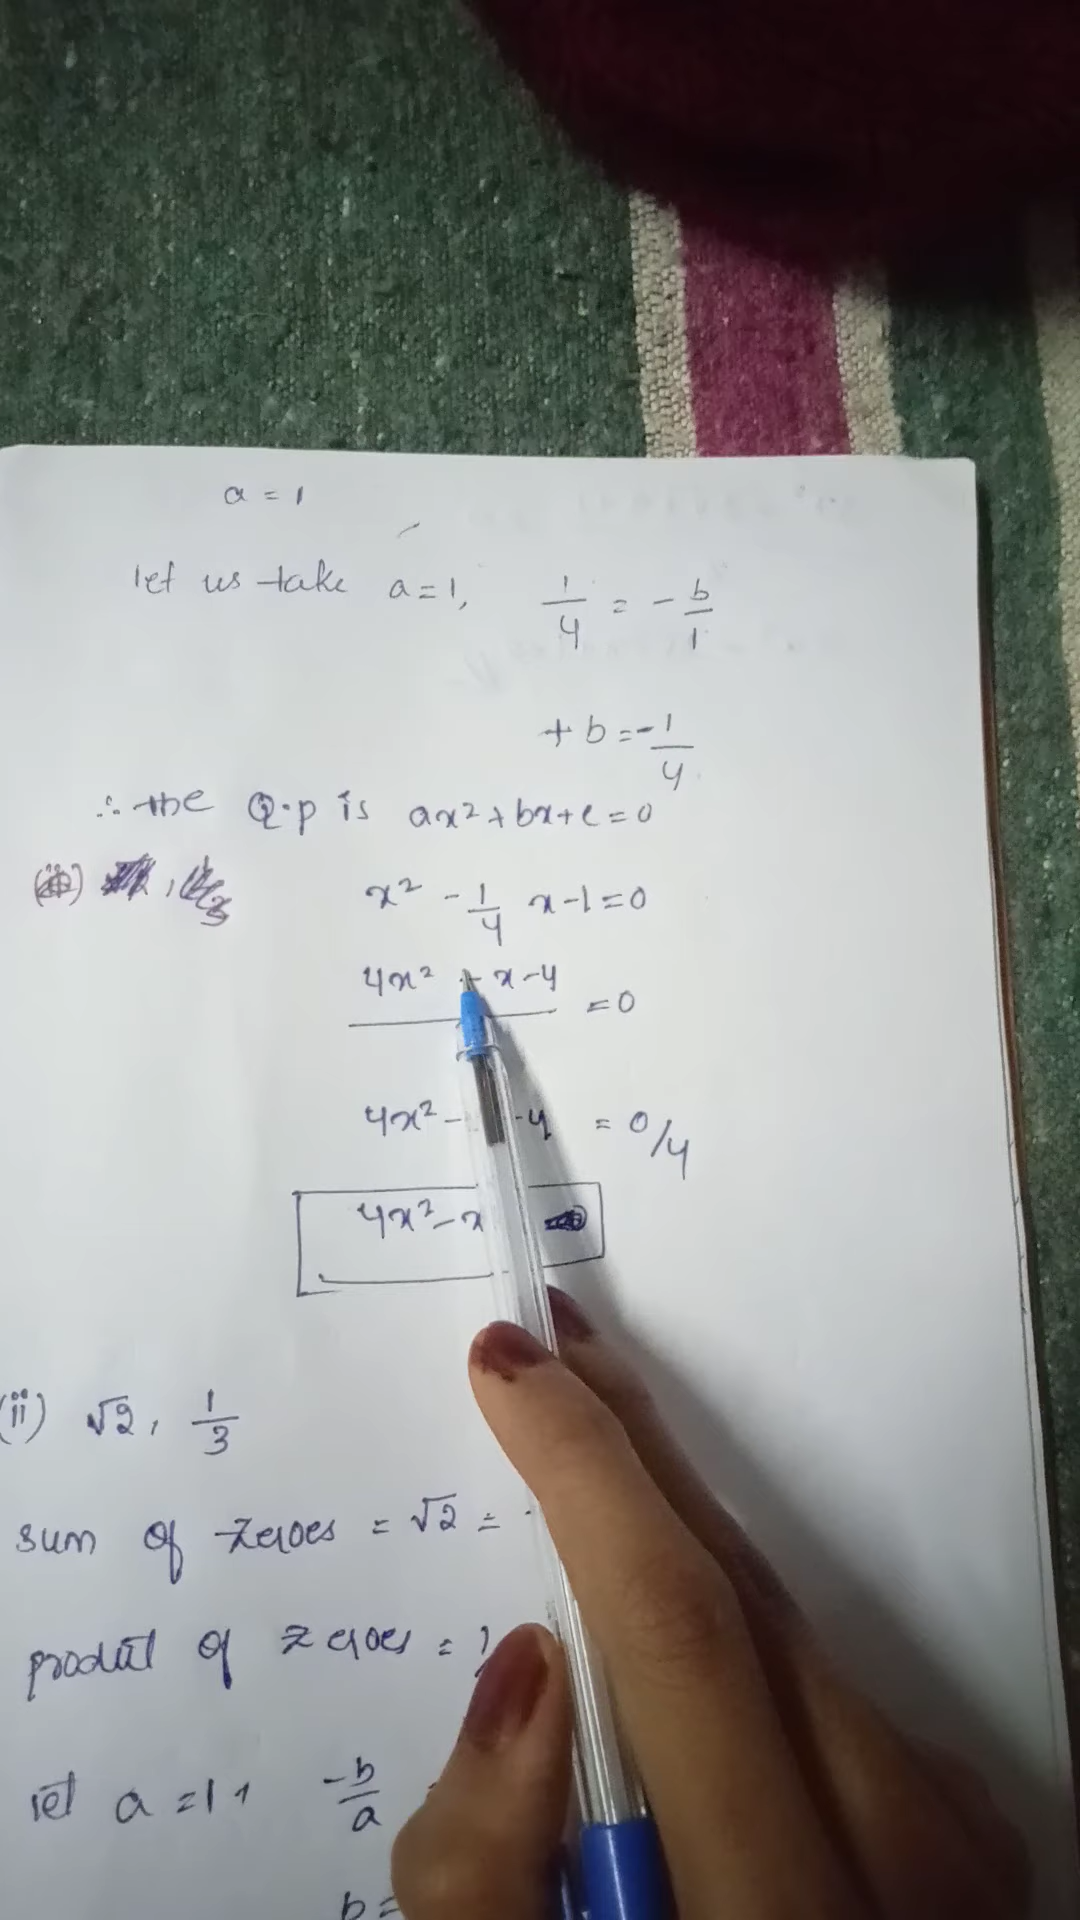 a = 1
let us take a = 1, 1/4 = -b/1
+ b = -1/4
∴ the Q.p is ax² + bx + c = 0
x² - 1/4 x - 1 = 0
4x² - x - 4 = 0
4x² - - 4 = 0/4
4x² - x
(ii) √2, 1/3
sum of zeroes = √2 =
product of zeroes =
let a = 1, -b/a
b =